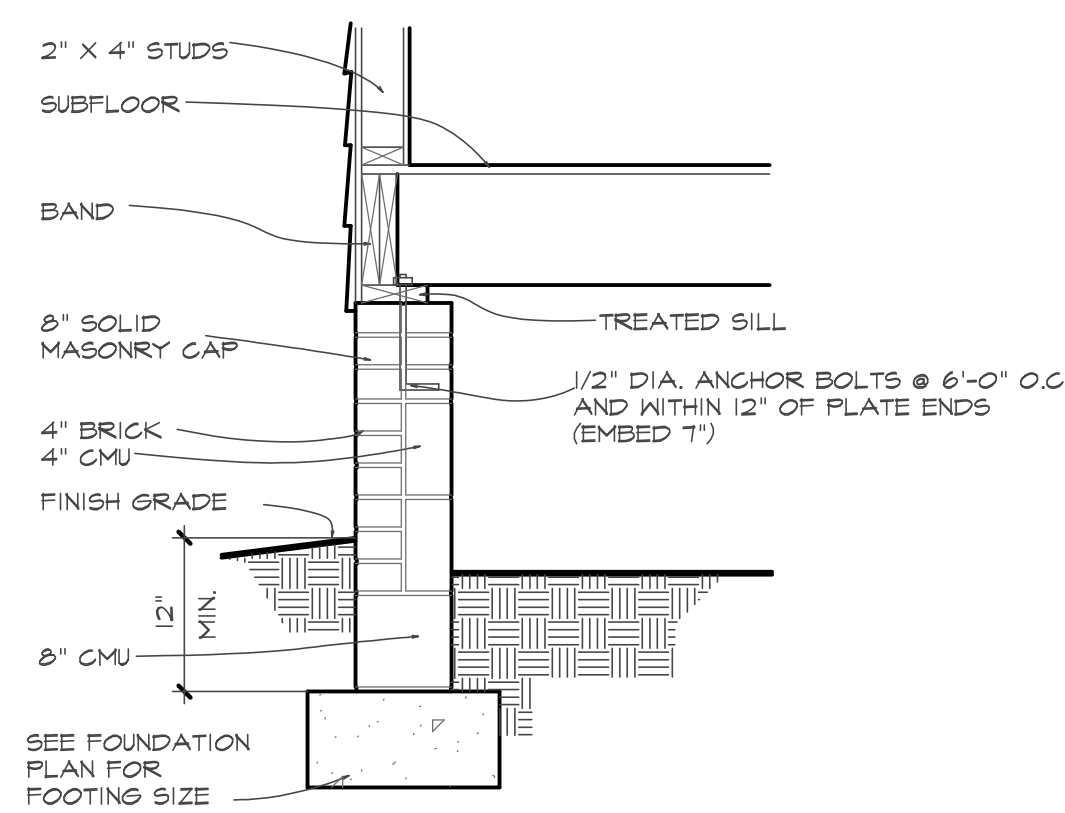 2" X 4" STUDS
SUBFLOOR
BAND
8" SOLID
MASONRY CAP
TREATED SILL
1/2" DIA. ANCHOR BOLTS @ 6'-0" O.C
AND WITHIN 12" OF PLATE ENDS
(EMBED 7")
4" BRICK
4" CMU
FINISH GRADE
12"
MIN.
8" CMU
SEE FOUNDATION
PLAN FOR
FOOTING SIZE